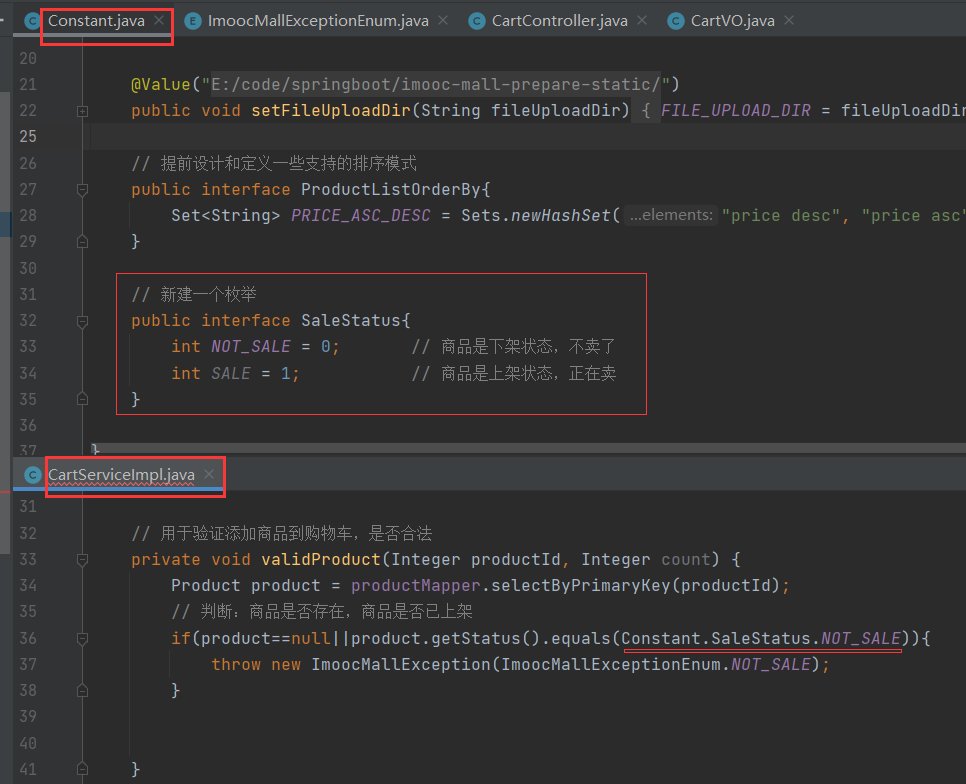 Constant.java ImoocMallExceptionEnum.java CartController.java CartVO.java
20
21 @Value("E:/code/springboot/imooc-mall-prepare-static/")
22 public void setFileUploadDir(String fileUploadDir) { FILE_UPLOAD_DIR = fileUploadDir
25
26 // 提前设计和定义一些支持的排序模式
27 public interface ProductListOrderBy{
28 Set<String> PRICE_ASC_DESC = Sets.newHashSet( ...elements: "price desc", "price asc"
29 }
30
31 // 新建一个枚举
32 public interface SaleStatus{
33 int NOT_SALE = 0; // 商品是下架状态，不卖了
34 int SALE = 1; // 商品是上架状态，正在卖
35 }
36
37 }
CartServiceImpl.java
31
32 // 用于验证添加商品到购物车，是否合法
33 private void validProduct(Integer productId, Integer count) {
34 Product product = productMapper.selectByPrimaryKey(productId);
35 // 判断：商品是否存在，商品是否已上架
36 if(product==null||product.getStatus().equals(Constant.SaleStatus.NOT_SALE)){
37 throw new ImoocMallException(ImoocMallExceptionEnum.NOT_SALE);
38 }
39
40
41 }